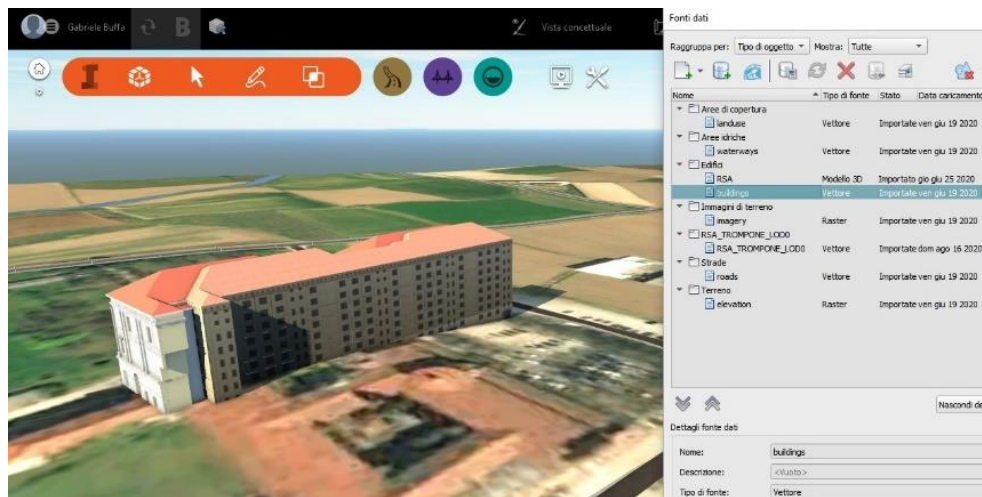 Gabriele Buffa
Vista concettuale
Fonti dati
Raggruppa per: Tipo di oggetto Mostra: Tutte
Nome Tipo di fonte Stato Data caricamento
Aree di copertura
landuse Vettore Importate ven giu 19 2020
Aree idriche
waterways Vettore Importate ven giu 19 2020
Edifici
RSA Modello 3D Importato gio giu 25 2020
buildings Vettore Importate ven giu 19 2020
Immagini di terreno
imagery Raster Importate ven giu 19 2020
RSA_TROMPONE_LOD0
RSA_TROMPONE_LOD0 Vettore Importate dom ago 16 2020
Strade
roads Vettore Importate ven giu 19 2020
Terreno
elevation Raster Importate ven giu 19 2020
Nascondi de
Dettagli fonte dati
Nome: buildings
Descrizione: <Vuoto>
Tipo di fonte: Vettore